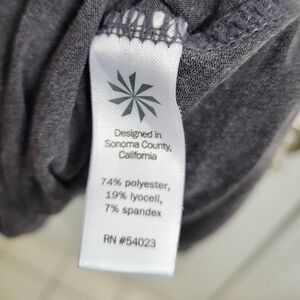 Designed in
Sonoma County,
California
74% polyester,
19% lyocell,
7% spandex
RN #54023